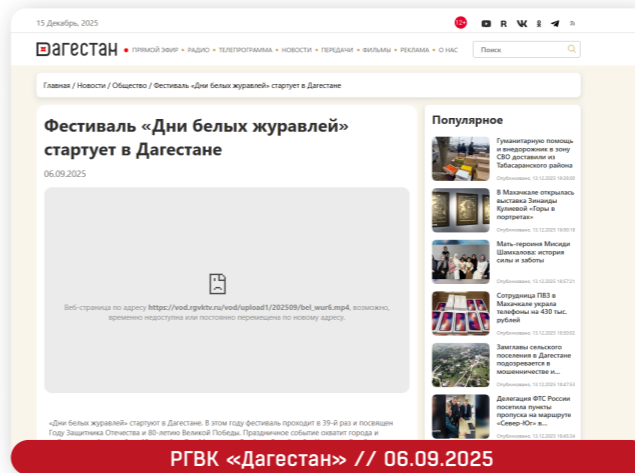 15 Декабрь, 2025
12+
Дагестан
ПРЯМОЙ ЭФИР • РАДИО • ТЕЛЕПРОГРАММА • НОВОСТИ • ПЕРЕДАЧИ • ФИЛЬМЫ • РЕКЛАМА • О НАС
Поиск
Главная / Новости / Общество / Фестиваль «Дни белых журавлей» стартует в Дагестане
Фестиваль «Дни белых журавлей»
стартует в Дагестане
06.09.2025
Веб-страница по адресу https://vod.rgvktv.ru/vod/upload1/202509/bel_wur6.mp4, возможно,
временно недоступна или постоянно перемещена по новому адресу.
«Дни белых журавлей» стартуют в Дагестане. В этом году фестиваль проходит в 39-й раз и посвящен
Году Защитника Отечества и 80-летию Великой Победы. Праздничное событие охватит города и
Популярное
Гуманитарную помощь
и внедорожник в зону
СВО доставили из
Табасаранского района
В Махачкале открылась
выставка Зинаиды
Кулиевой «Горы в
портретах»
Мать-героиня Мисиди
Шамхалова: история
силы и заботы
Сотрудница ПВЗ в
Махачкале украла
телефоны на 430 тыс.
рублей
Замглавы сельского
поселения в Дагестане
подозревается в
мошенничестве и...
Делегация ФТС России
посетила пункты
пропуска на маршруте
«Север-Юг» в...
РГВК «Дагестан» // 06.09.2025